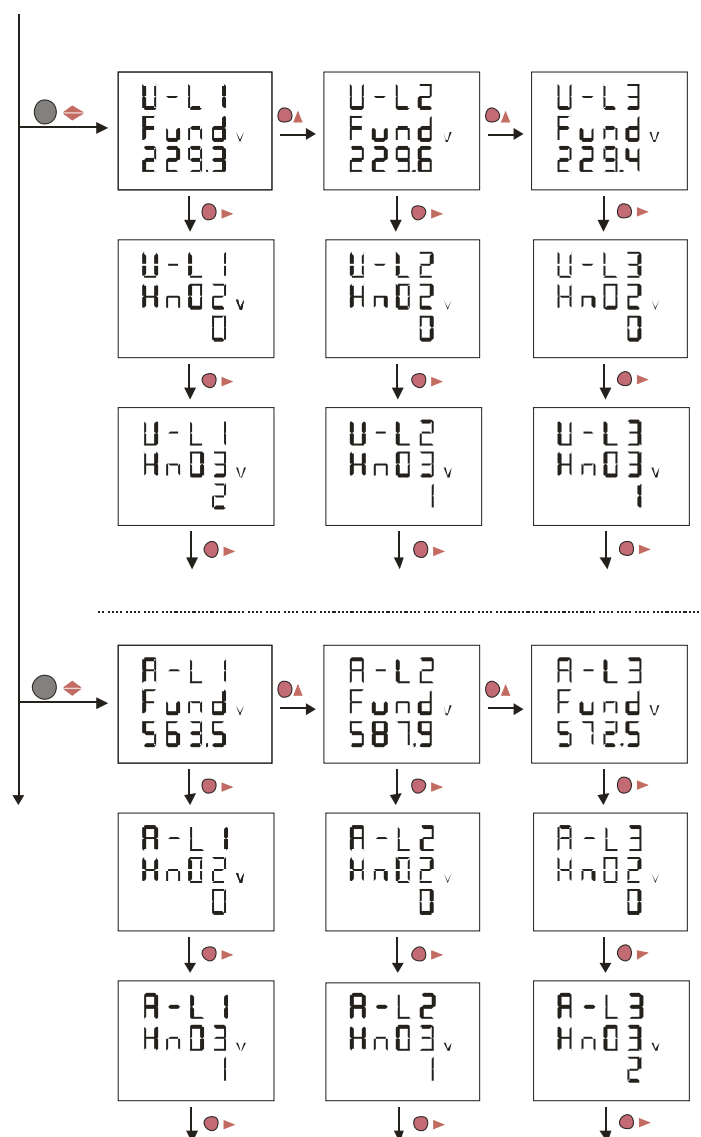 U-L1
Fund V
229.3
U-L2
Fund V
229.6
U-L3
Fund V
229.4
U-L1
Hn02 V
0
U-L2
Hn02 V
0
U-L3
Hn02 V
0
U-L1
Hn03 V
2
U-L2
Hn03 V
1
U-L3
Hn03 V
1
A-L1
Fund V
563.5
A-L2
Fund V
587.9
A-L3
Fund V
572.5
A-L1
Hn02 V
0
A-L2
Hn02 V
0
A-L3
Hn02 V
0
A-L1
Hn03 V
1
A-L2
Hn03 V
1
A-L3
Hn03 V
2